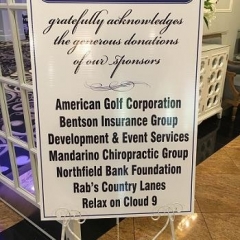 gratefully acknowledges
the generous donations
of our Sponsors
American Golf Corporation
Bentson Insurance Group
Development & Event Services
Mandarino Chiropractic Group
Northfield Bank Foundation
Rab's Country Lanes
Relax on Cloud 9